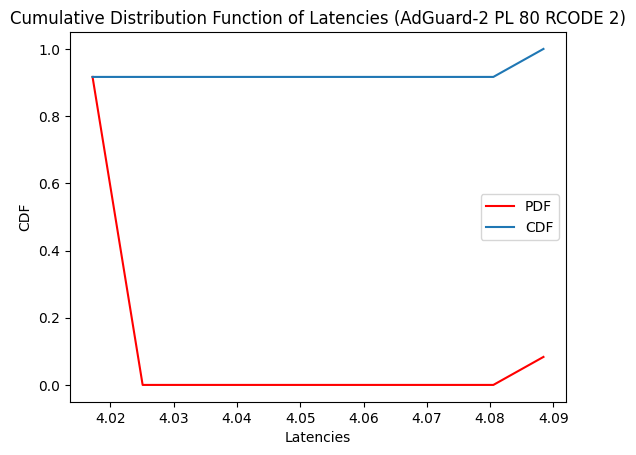 Cumulative Distribution Function of Latencies (AdGuard-2 PL 80 RCODE 2)
1.0
0.8
0.6
0.4
0.2
0.0
CDF
PDF
CDF
4.02 4.03 4.04 4.05 4.06 4.07 4.08 4.09
Latencies